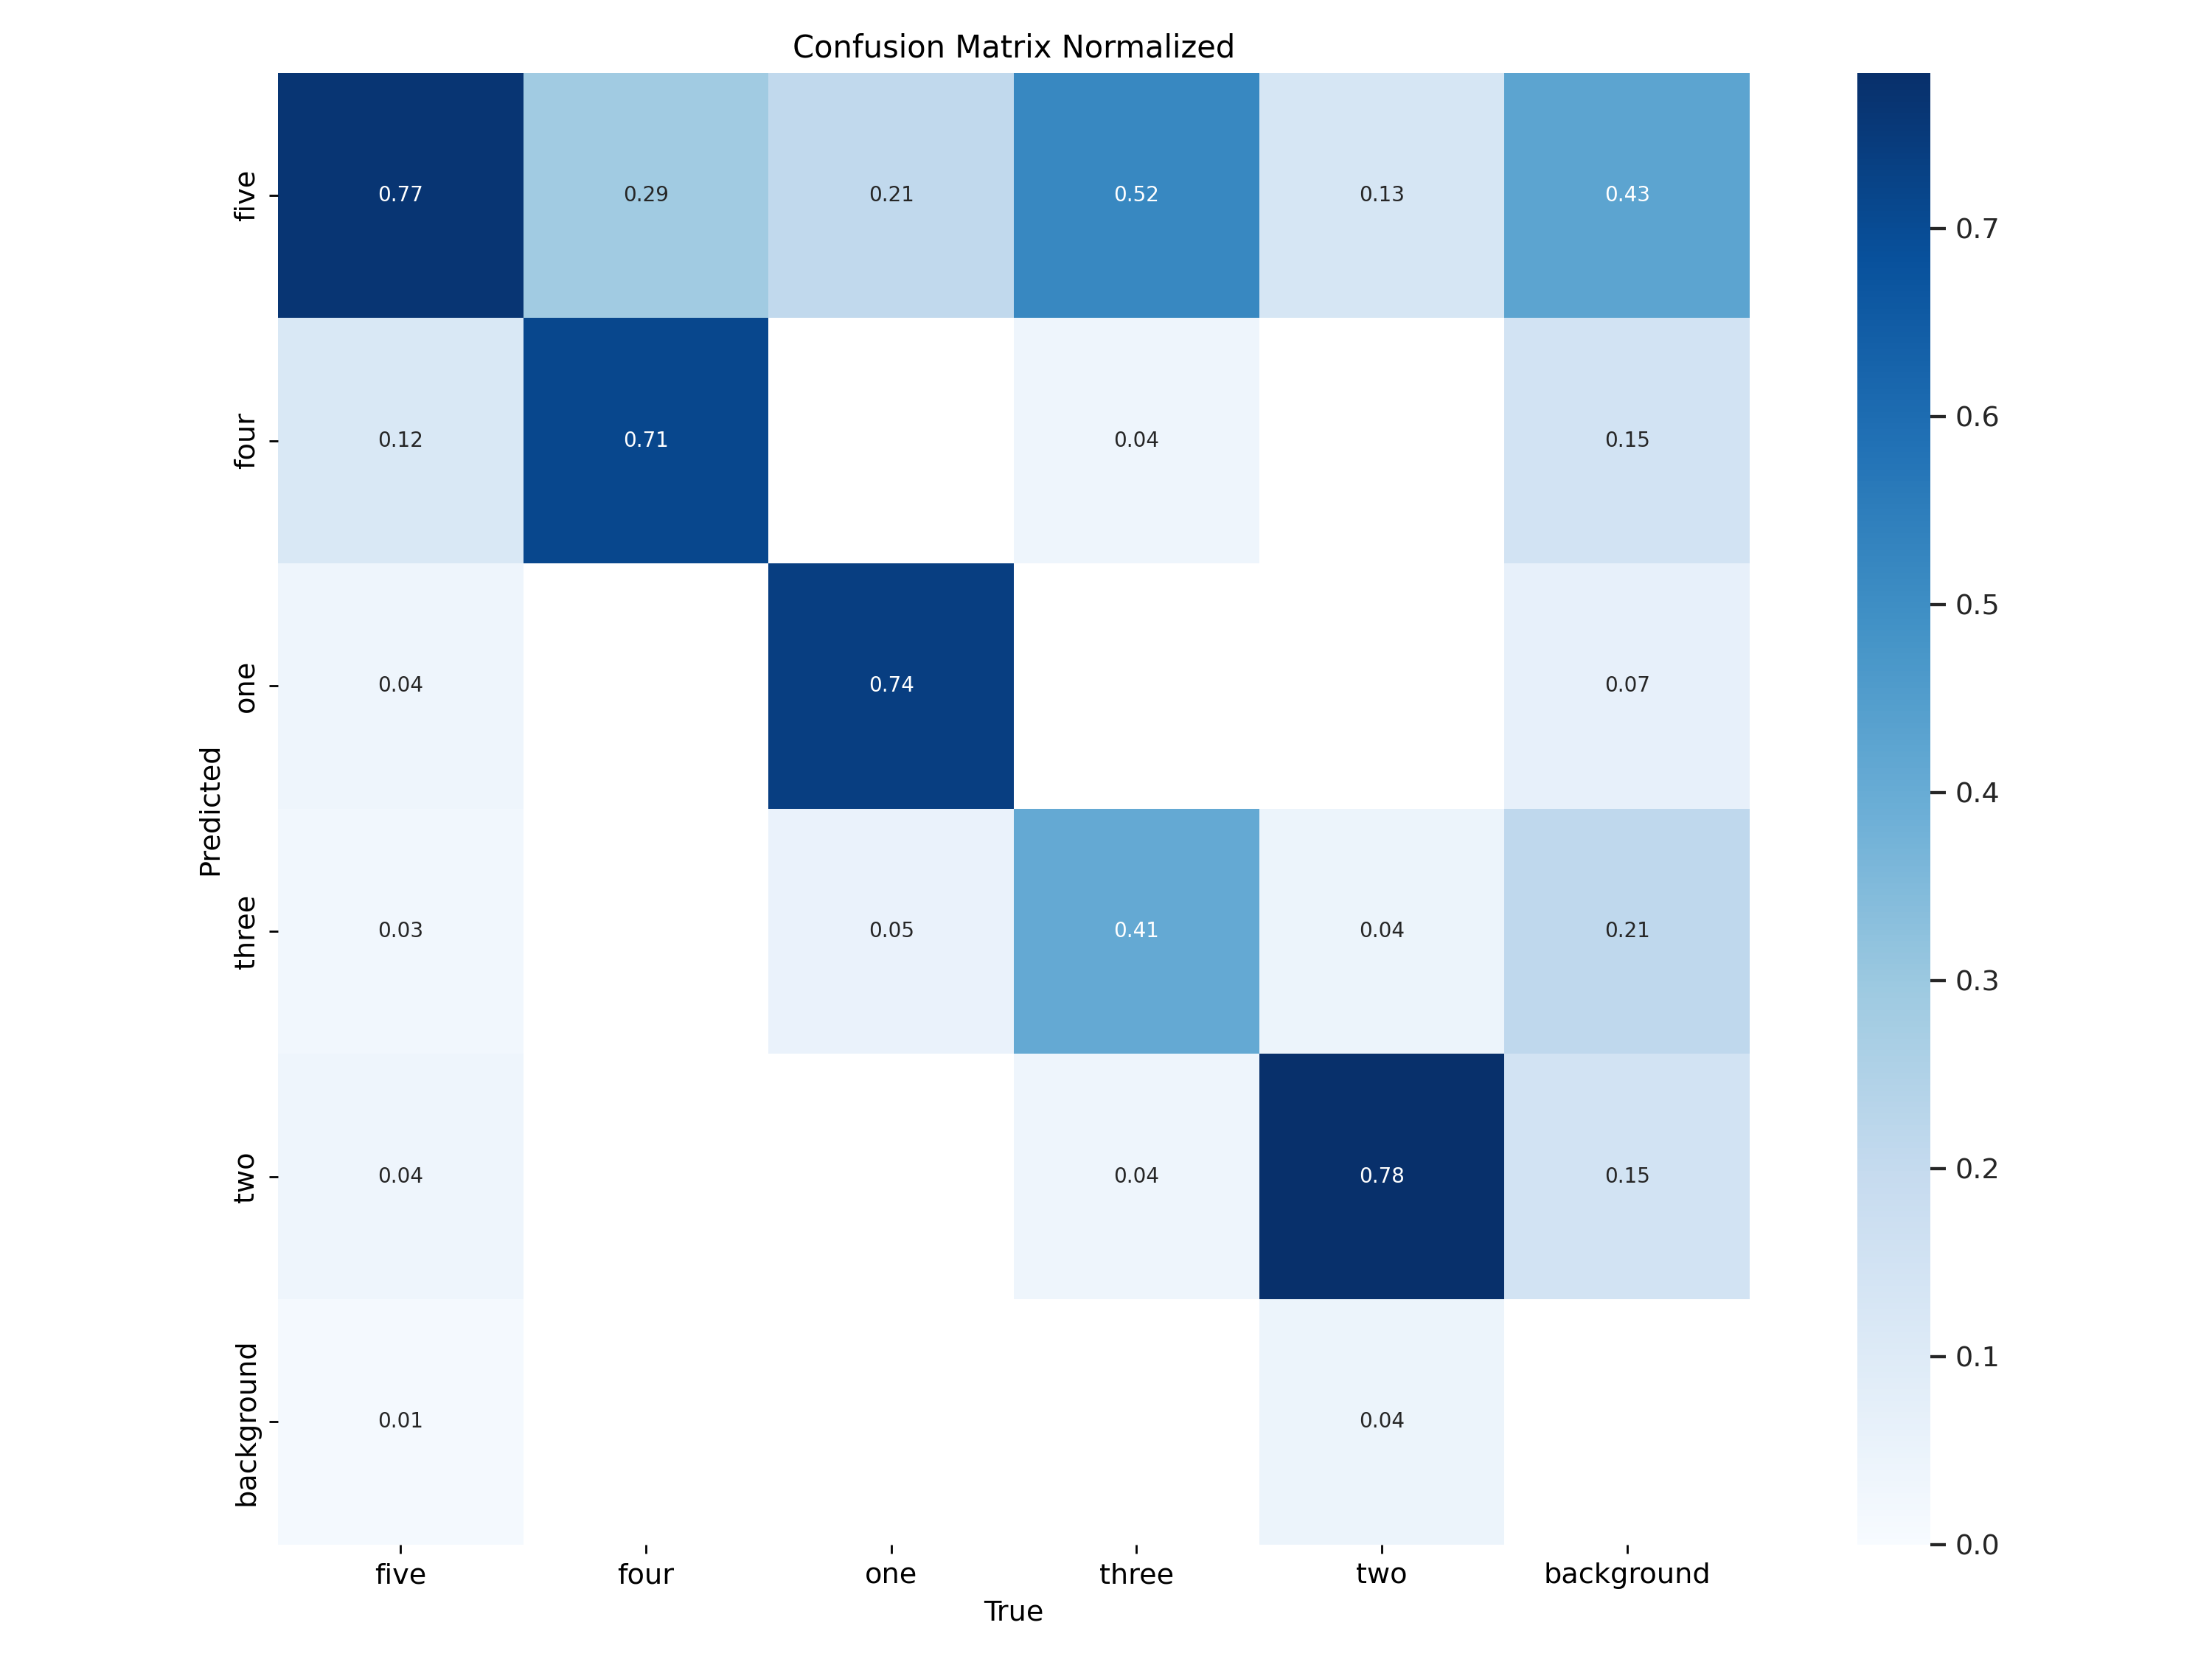 Confusion Matrix Normalized
five 0.77 0.29 0.21 0.52 0.13 0.43
four 0.12 0.71 0.04 0.15
one 0.04 0.74 0.07
three 0.03 0.05 0.41 0.04 0.21
two 0.04 0.04 0.78 0.15
background 0.01 0.04
Predicted
five four one three two background
True
0.7
0.6
0.5
0.4
0.3
0.2
0.1
0.0